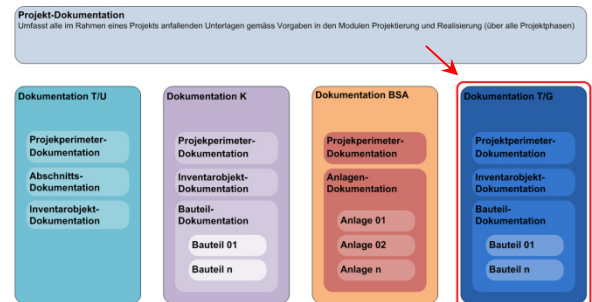 Projekt-Dokumentation
Umfasst alle im Rahmen eines Projekts anfallenden Unterlagen gemäss Vorgaben in den Modulen Projektierung und Realisierung (über alle Projektphasen)
Dokumentation T/U
Projekperimeter-
Dokumentation
Abschnitts-
Dokumentation
Inventarobjekt-
Dokumentation
Dokumentation K
Projekperimeter-
Dokumentation
Inventarobjekt-
Dokumentation
Bauteil-
Dokumentation
Bauteil 01
Bauteil n
Dokumentation BSA
Projekperimeter-
Dokumentation
Anlagen-
Dokumentation
Anlage 01
Anlage 02
Anlage n
Dokumentation T/G
Projektperimeter-
Dokumentation
Inventarobjekt-
Dokumentation
Bauteil-
Dokumentation
Bauteil 01
Bauteil n